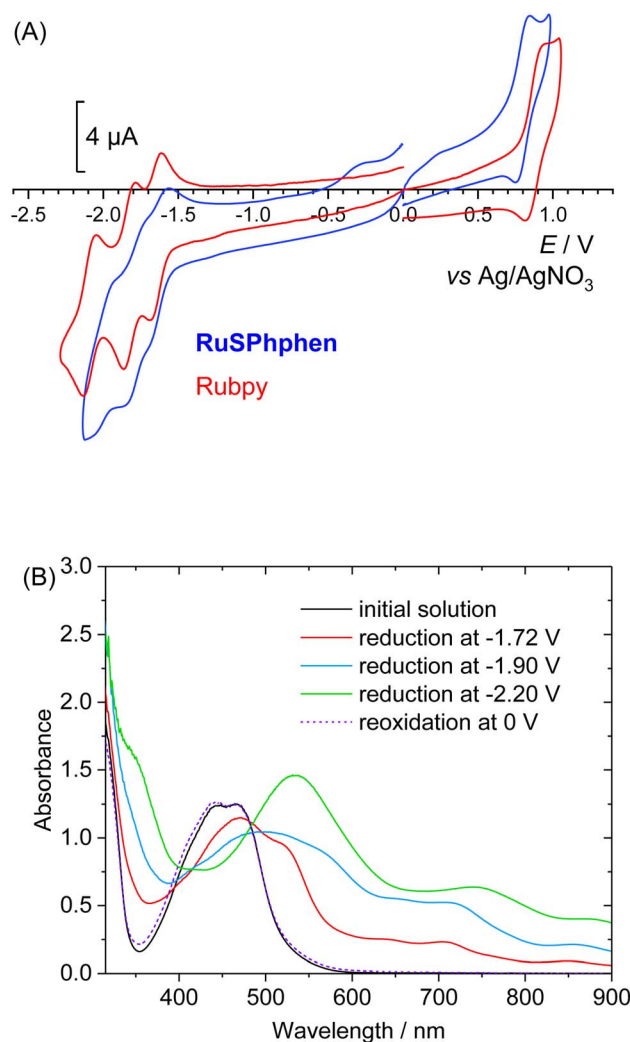 (A)
4 µA
-2.5 -2.0 -1.5 -1.0 -0.5 0.0 0.5 1.0
E / V
vs Ag/AgNO₃
RuSPhphen
Rubpy
(B)
3.0
2.5
2.0
1.5
1.0
0.5
0.0
Absorbance
initial solution
reduction at -1.72 V
reduction at -1.90 V
reduction at -2.20 V
reoxidation at 0 V
400 500 600 700 800 900
Wavelength / nm